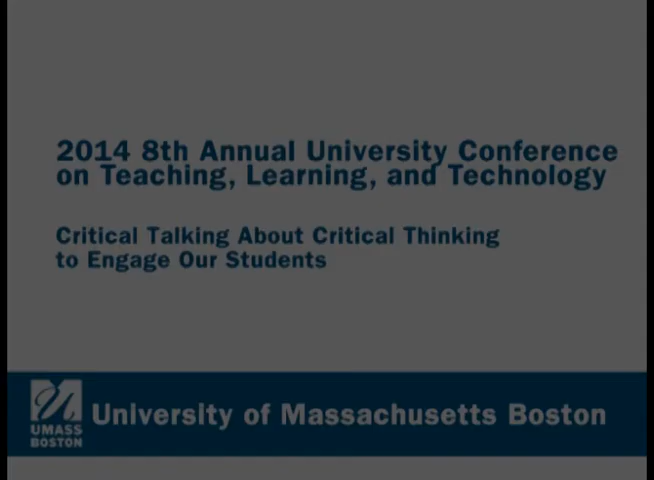 2014 8th Annual University Conference
on Teaching, Learning, and Technology
Critical Talking About Critical Thinking
to Engage Our Students
UMASS
BOSTON
University of Massachusetts Boston